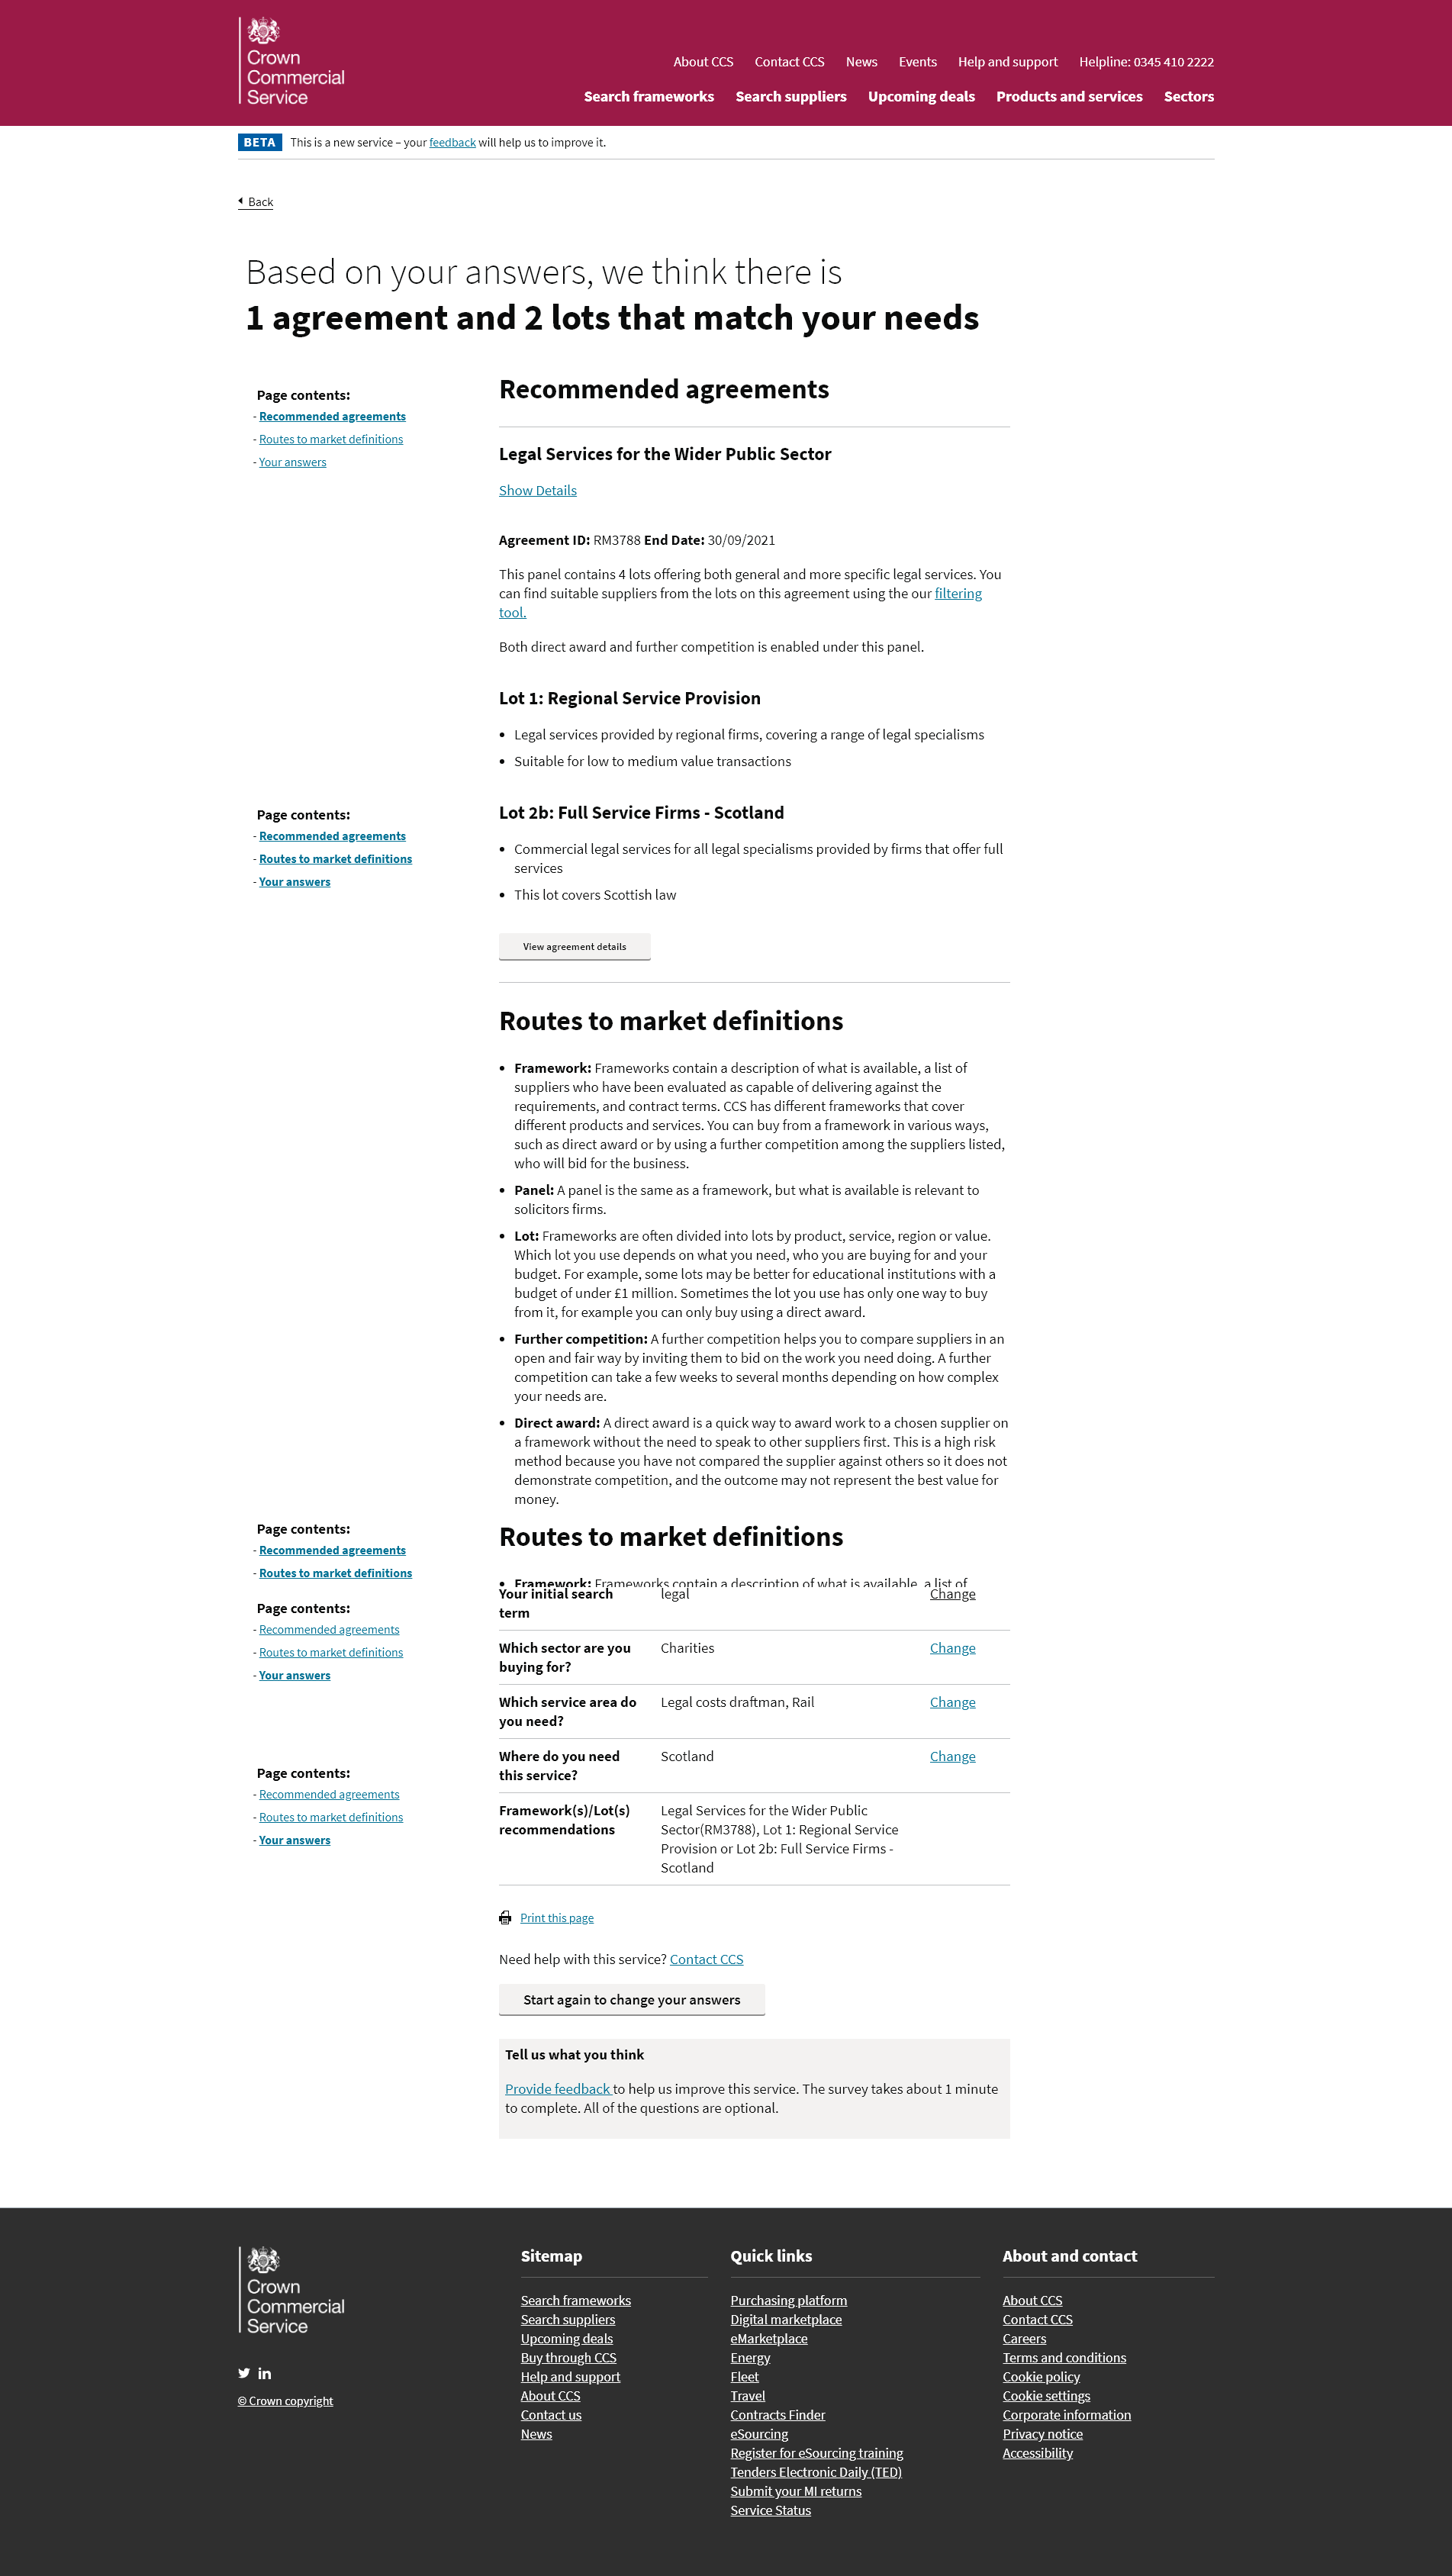 Crown
Commercial
Service
About CCS Contact CCS News Events Help and support Helpline: 0345 410 2222
Search frameworks Search suppliers Upcoming deals Products and services Sectors
BETA This is a new service – your feedback will help us to improve it.
Back
Based on your answers, we think there is
1 agreement and 2 lots that match your needs
Page contents:
- Recommended agreements
- Routes to market definitions
- Your answers
Recommended agreements
Legal Services for the Wider Public Sector
Show Details
Agreement ID: RM3788 End Date: 30/09/2021
This panel contains 4 lots offering both general and more specific legal services. You
can find suitable suppliers from the lots on this agreement using the our filtering
tool.
Both direct award and further competition is enabled under this panel.
Lot 1: Regional Service Provision
Legal services provided by regional firms, covering a range of legal specialisms
Suitable for low to medium value transactions
Page contents:
- Recommended agreements
- Routes to market definitions
- Your answers
Lot 2b: Full Service Firms - Scotland
Commercial legal services for all legal specialisms provided by firms that offer full
services
This lot covers Scottish law
View agreement details
Routes to market definitions
Framework: Frameworks contain a description of what is available, a list of
suppliers who have been evaluated as capable of delivering against the
requirements, and contract terms. CCS has different frameworks that cover
different products and services. You can buy from a framework in various ways,
such as direct award or by using a further competition among the suppliers listed,
who will bid for the business.
Panel: A panel is the same as a framework, but what is available is relevant to
solicitors firms.
Lot: Frameworks are often divided into lots by product, service, region or value.
Which lot you use depends on what you need, who you are buying for and your
budget. For example, some lots may be better for educational institutions with a
budget of under £1 million. Sometimes the lot you use has only one way to buy
from it, for example you can only buy using a direct award.
Further competition: A further competition helps you to compare suppliers in an
open and fair way by inviting them to bid on the work you need doing. A further
competition can take a few weeks to several months depending on how complex
your needs are.
Direct award: A direct award is a quick way to award work to a chosen supplier on
a framework without the need to speak to other suppliers first. This is a high risk
method because you have not compared the supplier against others so it does not
demonstrate competition, and the outcome may not represent the best value for
money.
Page contents:
- Recommended agreements
- Routes to market definitions
Page contents:
- Recommended agreements
- Routes to market definitions
- Your answers
Page contents:
- Recommended agreements
- Routes to market definitions
- Your answers
Routes to market definitions
Framework: Frameworks contain a description of what is available, a list of
Your initial search legal Change
term
Which sector are you Charities Change
buying for?
Which service area do Legal costs draftman, Rail Change
you need?
Where do you need Scotland Change
this service?
Framework(s)/Lot(s) Legal Services for the Wider Public
recommendations Sector(RM3788), Lot 1: Regional Service
Provision or Lot 2b: Full Service Firms -
Scotland
Print this page
Need help with this service? Contact CCS
Start again to change your answers
Tell us what you think
Provide feedback to help us improve this service. The survey takes about 1 minute
to complete. All of the questions are optional.
Crown
Commercial
Service
© Crown copyright
Sitemap
Search frameworks
Search suppliers
Upcoming deals
Buy through CCS
Help and support
About CCS
Contact us
News
Quick links
Purchasing platform
Digital marketplace
eMarketplace
Energy
Fleet
Travel
Contracts Finder
eSourcing
Register for eSourcing training
Tenders Electronic Daily (TED)
Submit your MI returns
Service Status
About and contact
About CCS
Contact CCS
Careers
Terms and conditions
Cookie policy
Cookie settings
Corporate information
Privacy notice
Accessibility